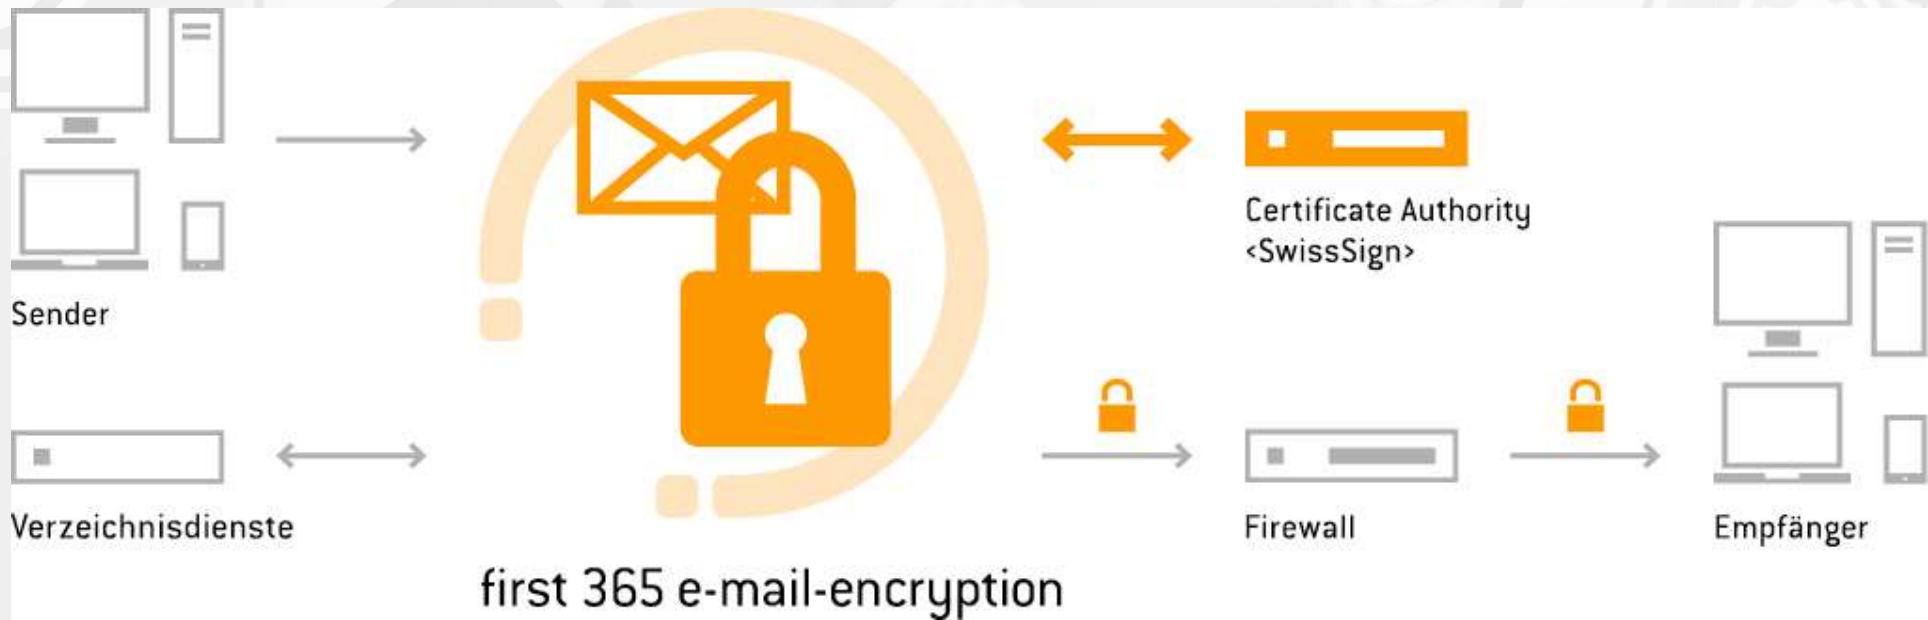 Sender
Certificate Authority
<SwissSign>
Verzeichnisdienste
Firewall
Empfänger
first 365 e-mail-encryption